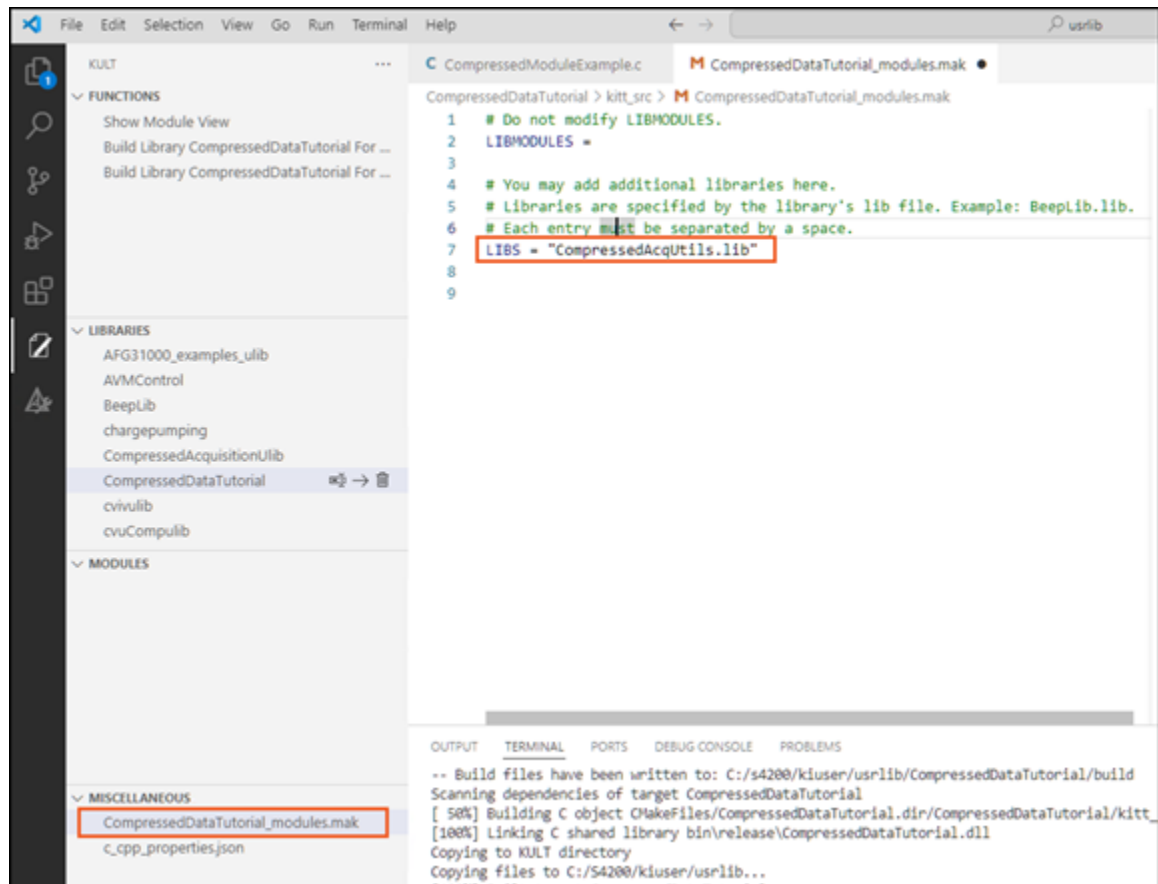 File Edit Selection View Go Run Terminal Help
usrlib
KULT
FUNCTIONS
Show Module View
Build Library CompressedDataTutorial For ...
Build Library CompressedDataTutorial For ...
LIBRARIES
AFG31000_examples_ulib
AVMControl
BeepLib
chargepumping
CompressedAcquisitionUlib
CompressedDataTutorial
cvivulib
cvuCompulib
MODULES
MISCELLANEOUS
CompressedDataTutorial_modules.mak
c_cpp_properties.json
C CompressedModuleExample.c
M CompressedDataTutorial_modules.mak
CompressedDataTutorial > kitt_src > M CompressedDataTutorial_modules.mak
1 # Do not modify LIBMODULES.
2 LIBMODULES =
3
4 # You may add additional libraries here.
5 # Libraries are specified by the library's lib file. Example: BeepLib.lib.
6 # Each entry must be separated by a space.
7 LIBS = "CompressedAcqUtils.lib"
8
9
OUTPUT TERMINAL PORTS DEBUG CONSOLE PROBLEMS
-- Build files have been written to: C:/s4200/kiuser/usrlib/CompressedDataTutorial/build
Scanning dependencies of target CompressedDataTutorial
[ 50%] Building C object CMakeFiles/CompressedDataTutorial.dir/CompressedDataTutorial/kitt_
[100%] Linking C shared library bin\release\CompressedDataTutorial.dll
Copying to KULT directory
Copying files to C:/S4200/kiuser/usrlib...